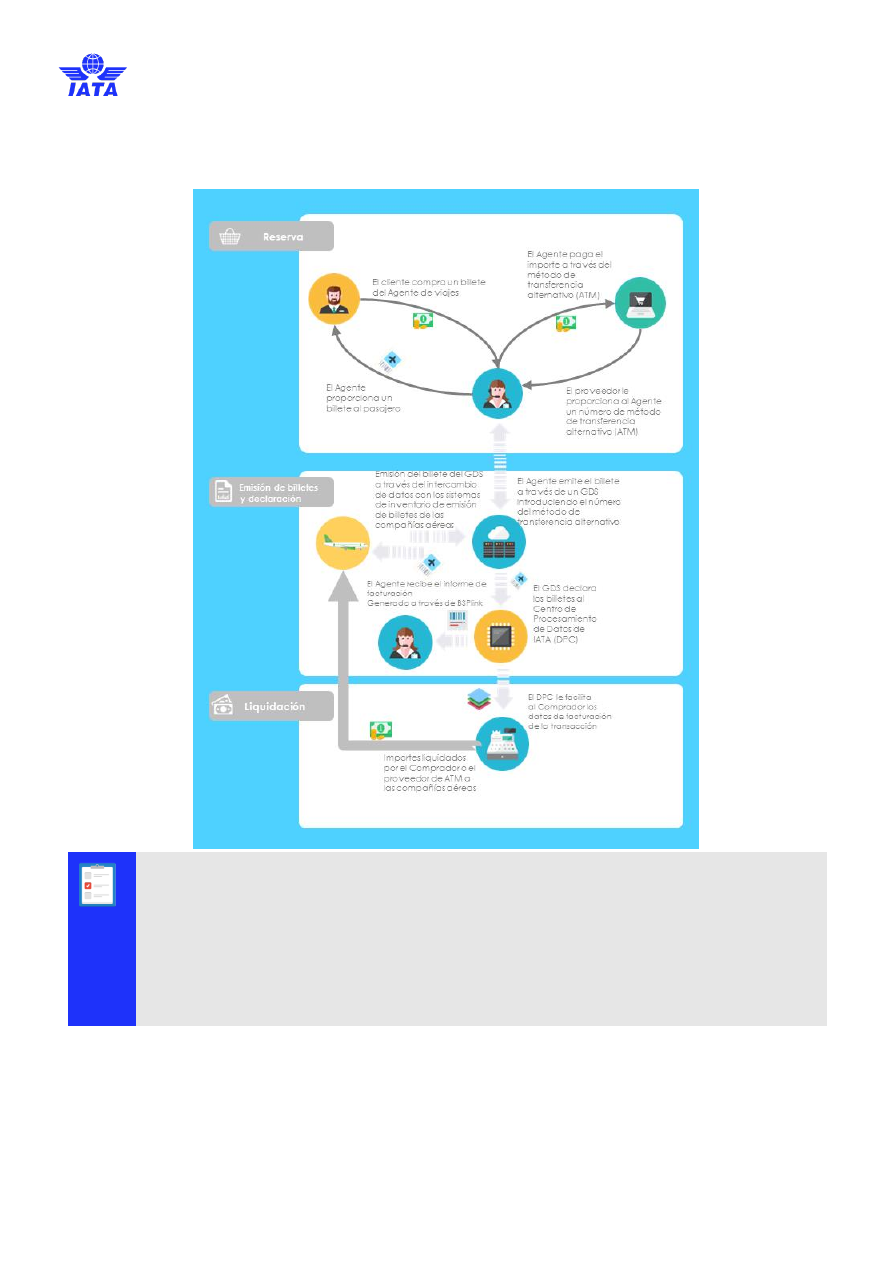 IATA
Reserva
El cliente compra un billete
del Agente de viajes
El Agente paga el
importe a través del
método de
transferencia
alternativo (ATM)
El Agente
proporciona un
billete al pasajero
El proveedor le
proporciona al Agente
un número de método
de transferencia
alternativo (ATM)
Emisión de billetes
y declaración
Emisión del billete del GDS
a través del intercambio
de datos con los sistemas
de inventario de emisión
de billetes de las
compañías aéreas
El Agente emite el billete
a través de un GDS
introduciendo el número
del método de
transferencia alternativo
El Agente recibe el informe de
facturación
Generado a través de BSPlink
El GDS declara
los billetes al
Centro de
Procesamiento
de Datos de
IATA (DPC)
Liquidación
El DPC le facilita
al Comprador los
datos de facturación
de la transacción
Importes liquidados
por el Comprador o el
proveedor de ATM a
las compañías aéreas